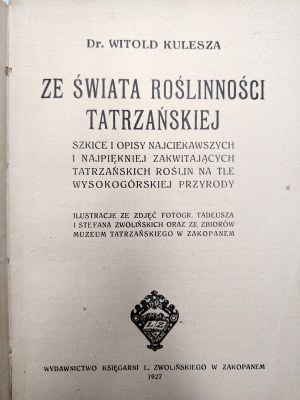 Dr. WITOLD KULESZA
ZE ŚWIATA ROŚLINNOŚCI
TATRZAŃSKIEJ
SZKICE I OPISY NAJCIEKAWSZYCH
I NAJPIĘKNIEJ ZAKWITAJĄCYCH
TATRZAŃSKICH ROŚLIN NA TLE
WYSOKOGÓRSKIEJ PRZYRODY
ILUSTRACJE ZE ZDJĘĆ FOTOGR. TADEUSZA
I STEFANA ZWOLIŃSKICH ORAZ ZE ZBIORÓW
MUZEUM TATRZAŃSKIEGO W ZAKOPANEM
LZ
WYDAWNICTWO KSIĘGARNI L. ZWOLIŃSKIEGO W ZAKOPANEM
1927